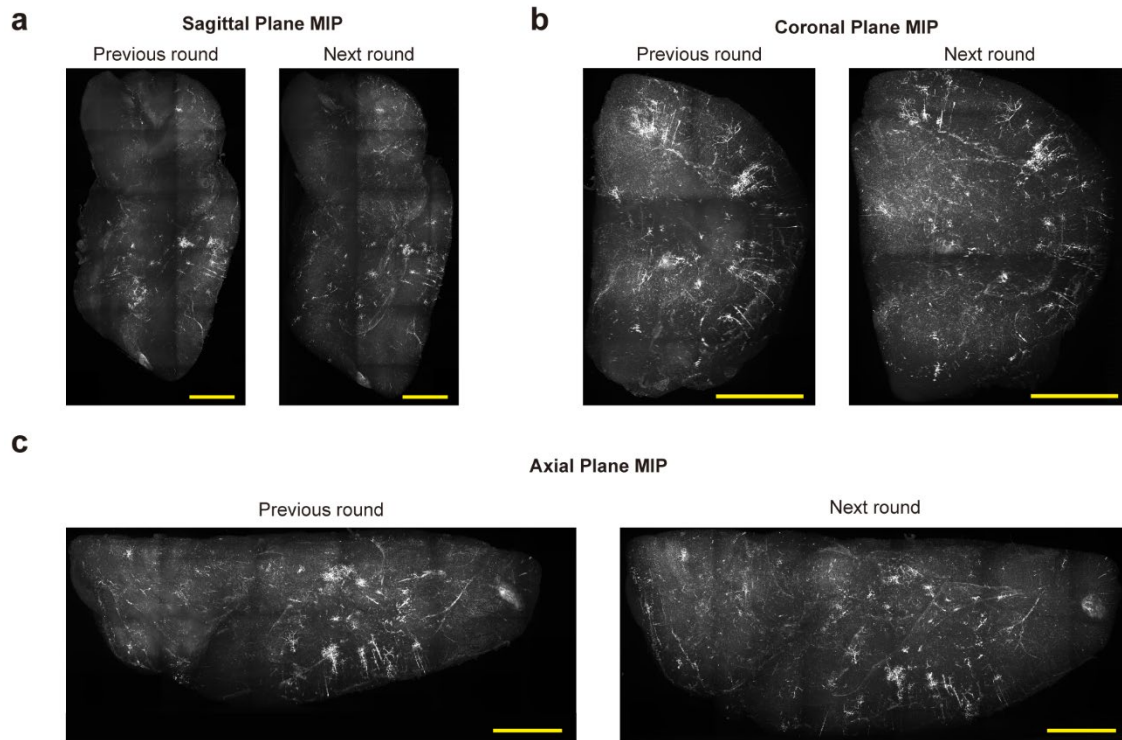 a
Sagittal Plane MIP
Previous round
Next round
b
Coronal Plane MIP
Previous round
Next round
c
Axial Plane MIP
Previous round
Next round